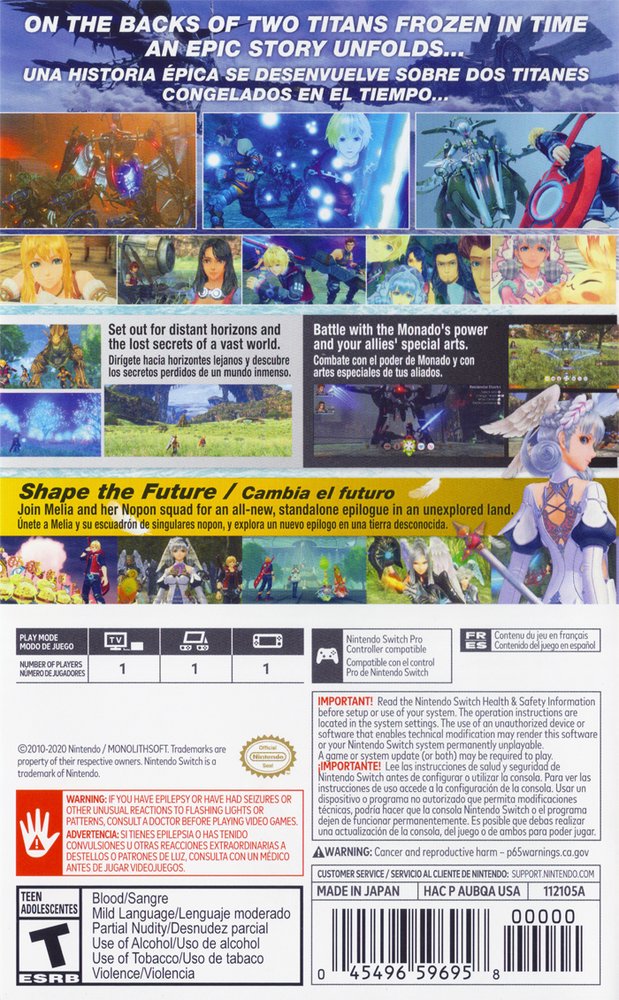 ON THE BACKS OF TWO TITANS FROZEN IN TIME
AN EPIC STORY UNFOLDS...
UNA HISTORIA ÉPICA SE DESENVUELVE SOBRE DOS TITANES
CONGELADOS EN EL TIEMPO...
Set out for distant horizons and
the lost secrets of a vast world.
Dirígete hacia horizontes lejanos y descubre
los secretos perdidos de un mundo inmenso.
Battle with the Monado's power
and your allies' special arts.
Combate con el poder de Monado y con
artes especiales de tus aliados.
Shape the Future / Cambia el futuro
Join Melia and her Nopon squad for an all-new, standalone epilogue in an unexplored land.
Únete a Melia y su escuadrón de singulares nopon, y explora un nuevo epílogo en una tierra desconocida.
PLAY MODE
MODO DE JUEGO
TV
NUMBER OF PLAYERS
NÚMERO DE JUGADORES
1
1
1
Nintendo Switch Pro
Controller compatible
Compatible con el control
Pro de Nintendo Switch
FR
ES
Contenu du jeu en français
Contenido del juego en español
©2010-2020 Nintendo / MONOLITHSOFT. Trademarks are
property of their respective owners. Nintendo Switch is a
trademark of Nintendo.
Official
Nintendo
Seal
IMPORTANT! Read the Nintendo Switch Health & Safety Information
before setup or use of your system. The operation instructions are
located in the system settings. The use of an unauthorized device or
software that enables technical modification may render this software
or your Nintendo Switch system permanently unplayable.
A game or system update (or both) may be required to play.
¡IMPORTANTE! Lee las instrucciones de salud y seguridad de
Nintendo Switch antes de configurar o utilizar la consola. Para ver las
instrucciones de uso accede a la configuración de la consola. Usar un
dispositivo o programa no autorizado que permita modificaciones
técnicas, podría hacer que la consola Nintendo Switch o el programa
dejen de funcionar permanentemente. Es posible que debas realizar
una actualización de la consola, del juego o de ambos para poder jugar.
WARNING: IF YOU HAVE EPILEPSY OR HAVE HAD SEIZURES OR
OTHER UNUSUAL REACTIONS TO FLASHING LIGHTS OR
PATTERNS, CONSULT A DOCTOR BEFORE PLAYING VIDEO GAMES.
ADVERTENCIA: SI TIENES EPILEPSIA O HAS TENIDO
CONVULSIONES U OTRAS REACCIONES EXTRAORDINARIAS A
DESTELLOS O PATRONES DE LUZ, CONSULTA CON UN MÉDICO
ANTES DE JUGAR VIDEOJUEGOS.
WARNING: Cancer and reproductive harm – p65warnings.ca.gov
CUSTOMER SERVICE / SERVICIO AL CLIENTE DE NINTENDO: SUPPORT.NINTENDO.COM
MADE IN JAPAN
HAC P AUBQA USA
112105A
TEEN
ADOLESCENTES
T
ESRB
Blood/Sangre
Mild Language/Lenguaje moderado
Partial Nudity/Desnudez parcial
Use of Alcohol/Uso de alcohol
Use of Tobacco/Uso de tabaco
Violence/Violencia
00000
0 45496 59695 8